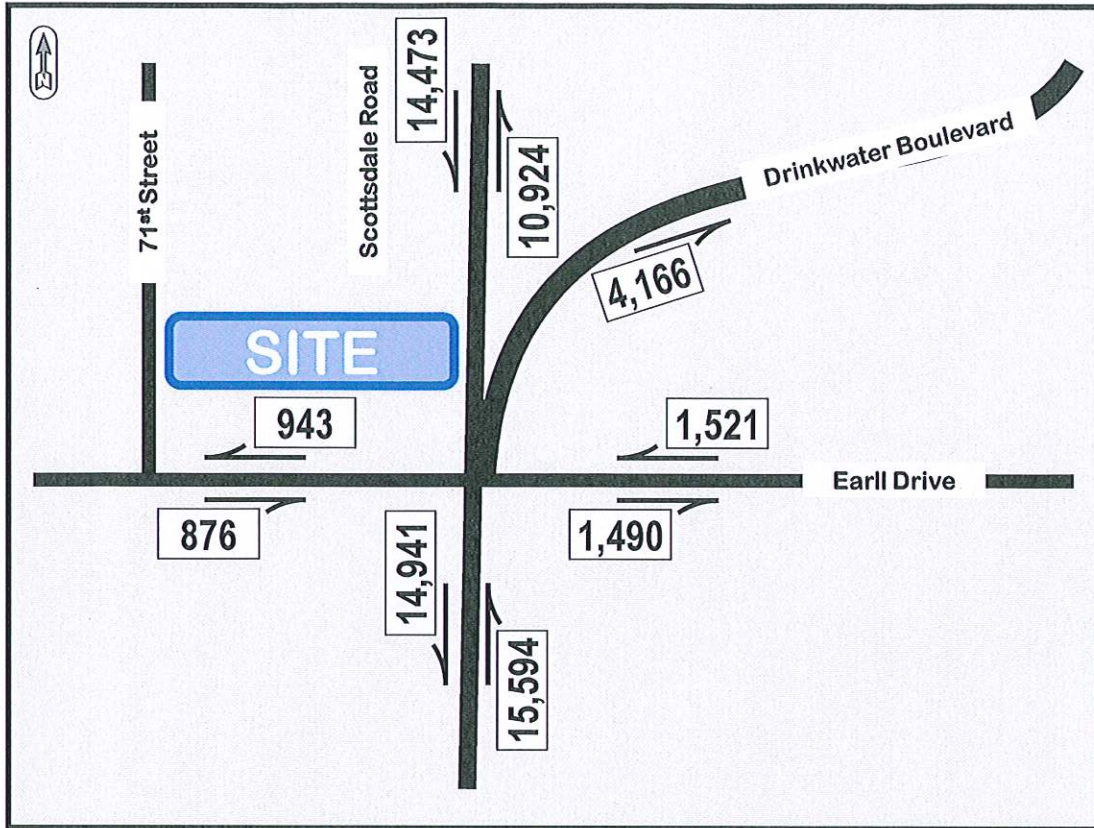 71st Street
Scottsdale Road
14,473
10,924
Drinkwater Boulevard
4,166
SITE
943
1,521
Earll Drive
876
1,490
14,941
15,594